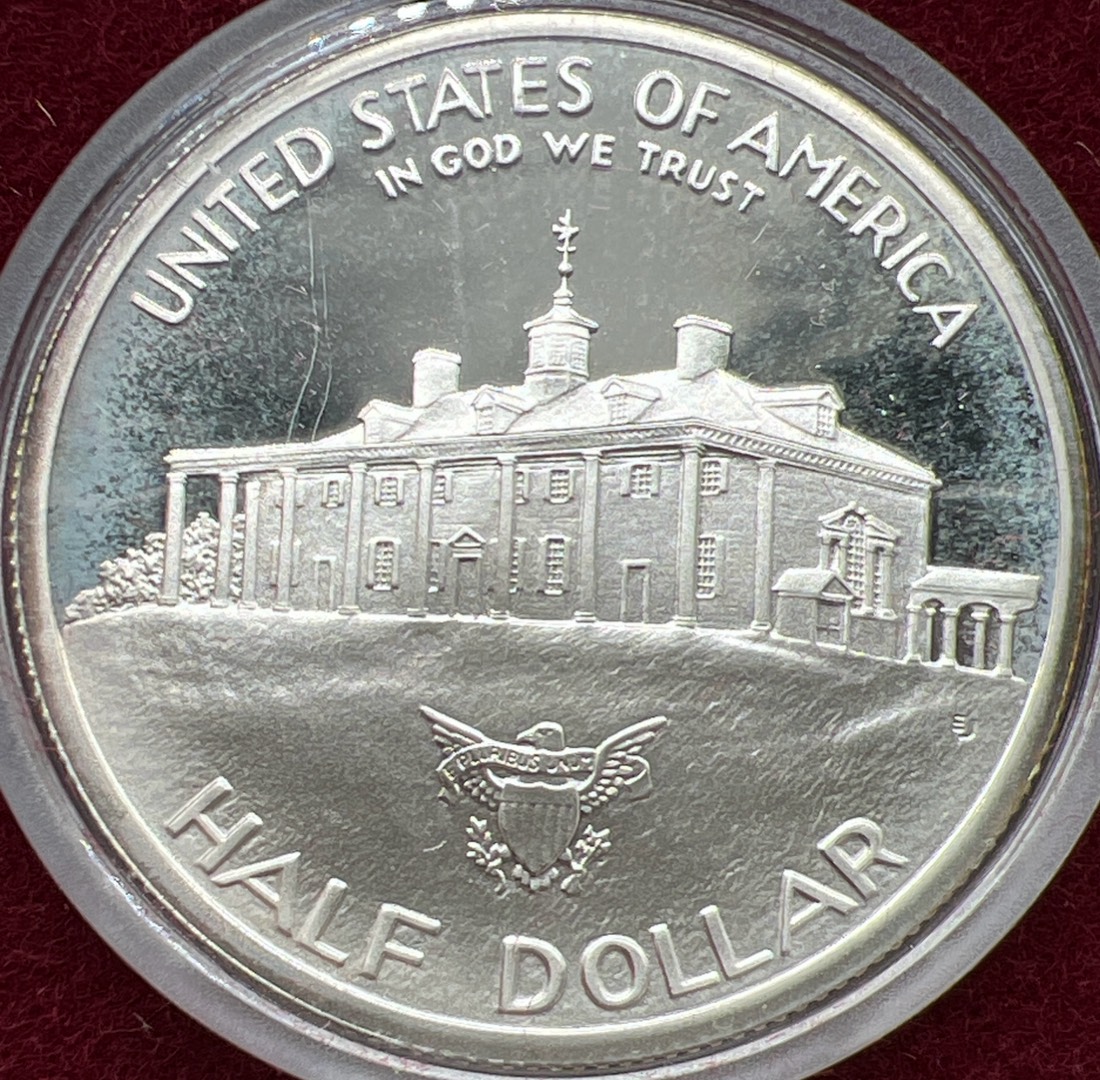 UNITED STATES OF AMERICA
IN GOD WE TRUST
PLURIBUS UNUM
HALF DOLLAR